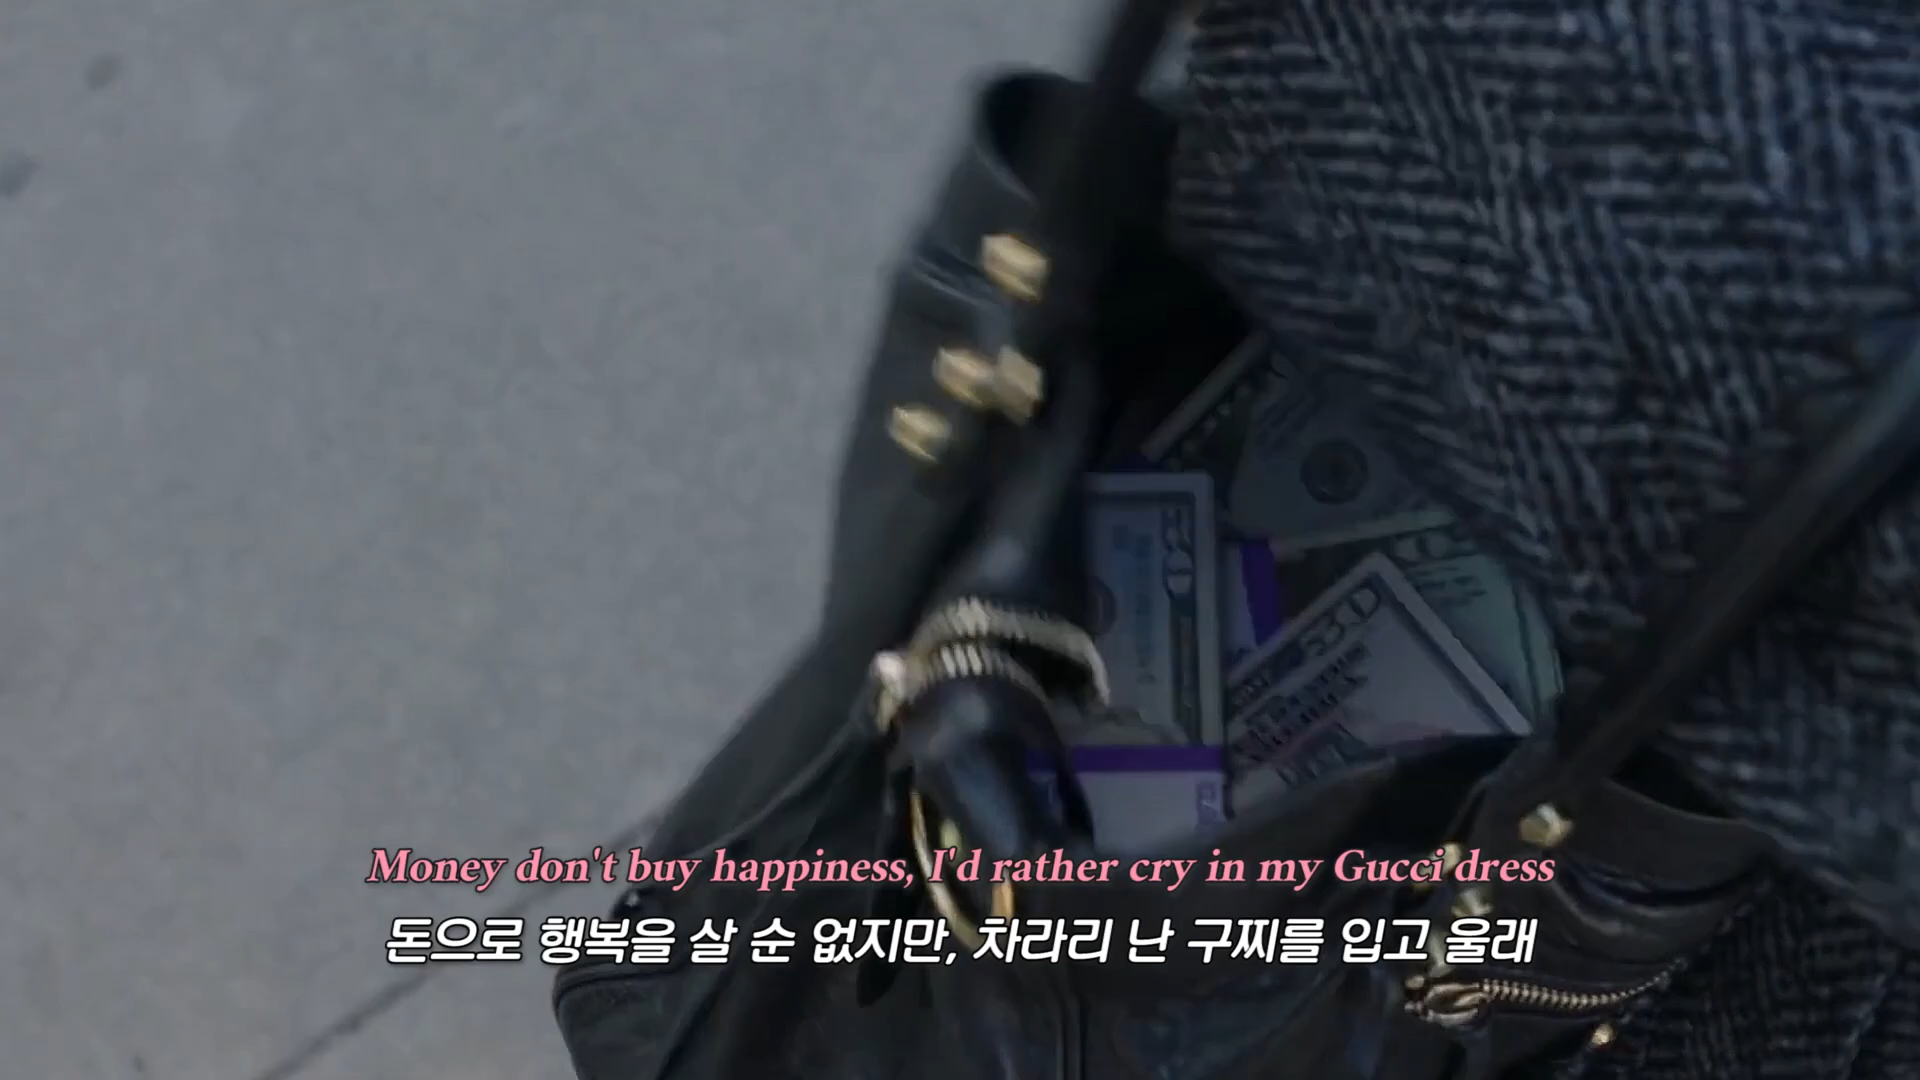 Money don't buy happiness, I'd rather cry in my Gucci dress
돈으로 행복을 살 순 없지만, 차라리 난 구찌를 입고 울래